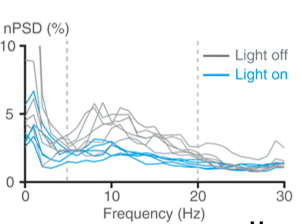 nPSD (%)
10
Light off
Light on
5
0
0 10 20 30
Frequency (Hz)